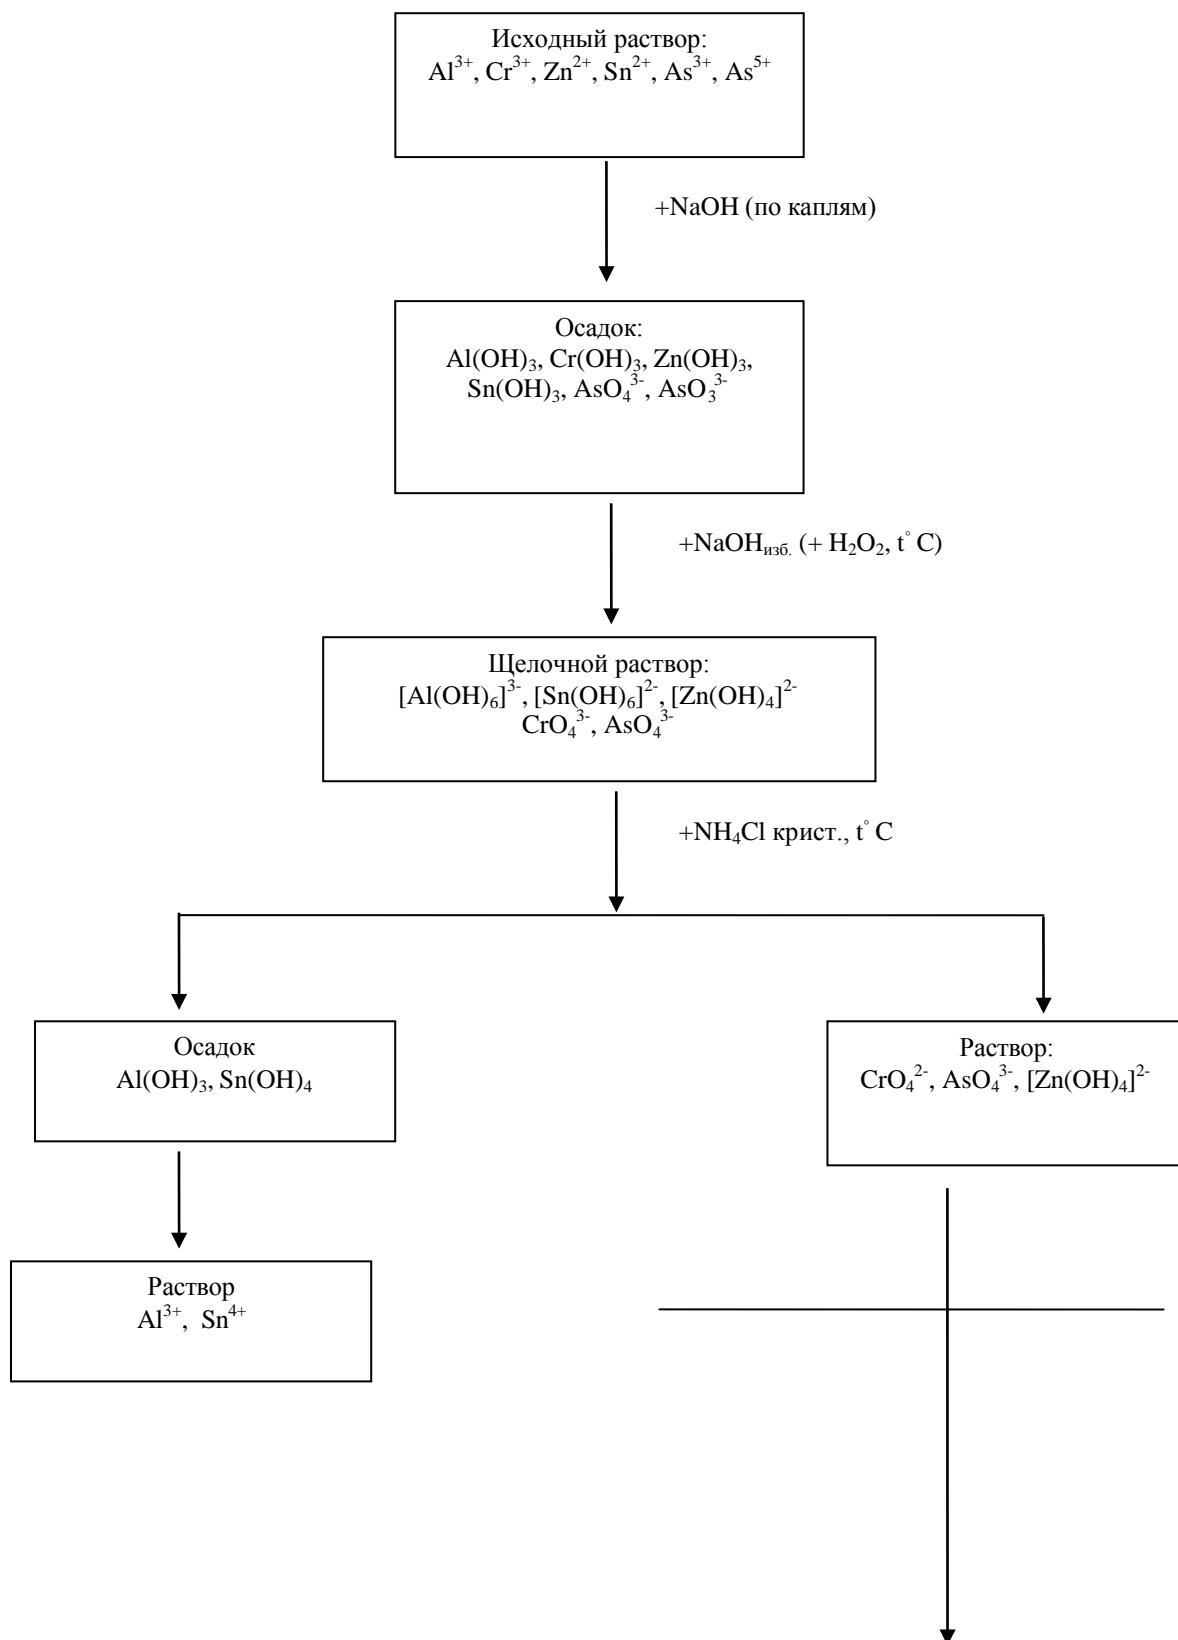 Исходный раствор:
Al³⁺, Cr³⁺, Zn²⁺, Sn²⁺, As³⁺, As⁵⁺
+NaOH (по каплям)
Осадок:
Al(OH)₃, Cr(OH)₃, Zn(OH)₃,
Sn(OH)₃, AsO₄³⁻, AsO₃³⁻
+NaOHизб. (+ H₂O₂, t° C)
Щелочной раствор:
[Al(OH)₆]³⁻, [Sn(OH)₆]²⁻, [Zn(OH)₄]²⁻
CrO₄³⁻, AsO₄³⁻
+NH₄Cl крист., t° C
Осадок
Al(OH)₃, Sn(OH)₄
Раствор:
CrO₄²⁻, AsO₄³⁻, [Zn(OH)₄]²⁻
Раствор
Al³⁺, Sn⁴⁺